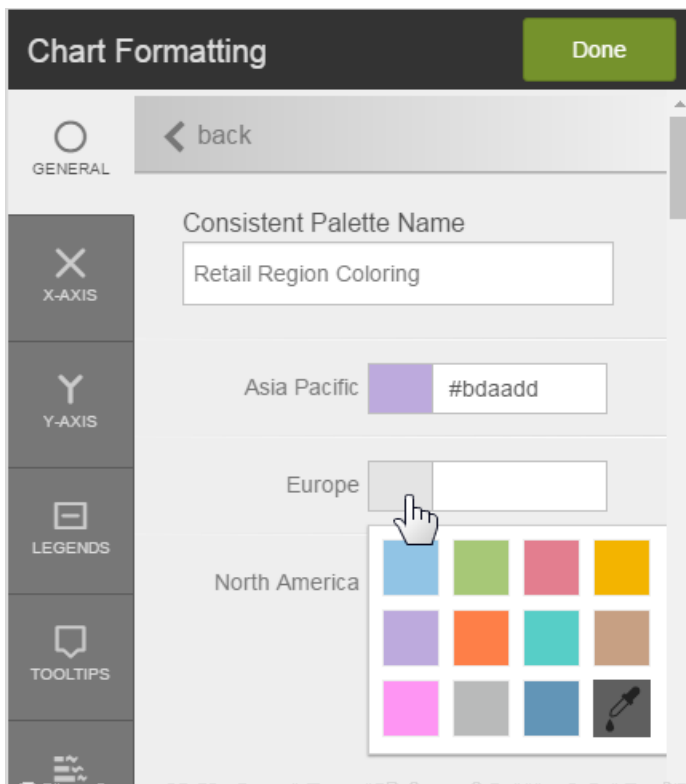 Chart Formatting
Done
GENERAL
back
Consistent Palette Name
Retail Region Coloring
X-AXIS
Asia Pacific
#bdaadd
Y-AXIS
Europe
LEGENDS
North America
TOOLTIPS